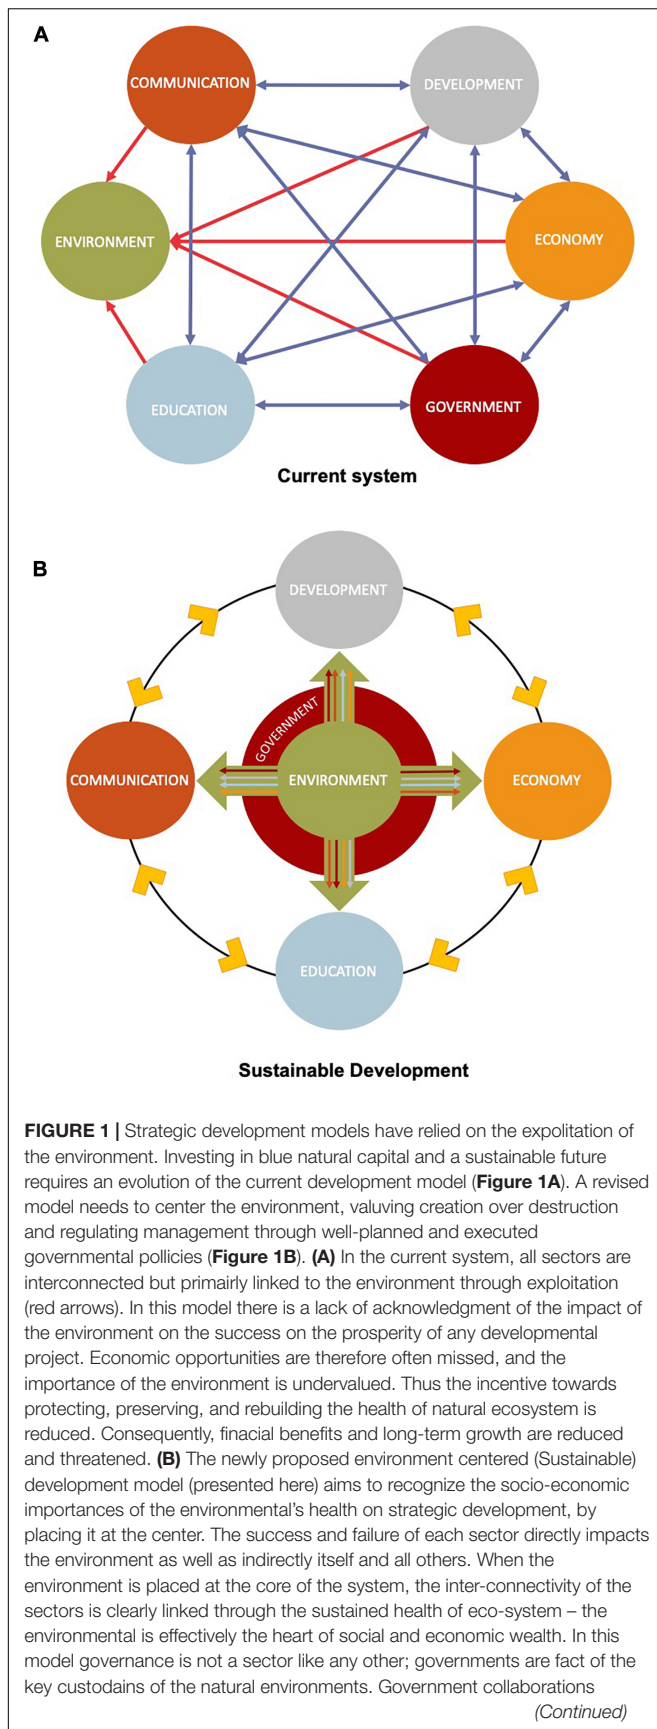 A
COMMUNICATION
DEVELOPMENT
ENVIRONMENT
ECONOMY
EDUCATION
GOVERNMENT
Current system
B
DEVELOPMENT
GOVERNMENT
COMMUNICATION
ENVIRONMENT
ECONOMY
EDUCATION
Sustainable Development
FIGURE 1 | Strategic development models have relied on the expolitation of
the environment. Investing in blue natural capital and a sustainable future
requires an evolution of the current development model (Figure 1A). A revised
model needs to center the environment, valuving creation over destruction
and regulating management through well-planned and executed
governmental pollicies (Figure 1B). (A) In the current system, all sectors are
interconnected but primairly linked to the environment through exploitation
(red arrows). In this model there is a lack of acknowledgment of the impact of
the environment on the success on the prosperity of any developmental
project. Economic opportunities are therefore often missed, and the
importance of the environment is undervalued. Thus the incentive towards
protecting, preserving, and rebuilding the health of natural ecosystem is
reduced. Consequently, finacial benefits and long-term growth are reduced
and threatened. (B) The newly proposed environment centered (Sustainable)
development model (presented here) aims to recognize the socio-economic
importances of the environmental's health on strategic development, by
placing it at the center. The success and failure of each sector directly impacts
the environment as well as indirectly itself and all others. When the
environment is placed at the core of the system, the inter-connectivity of the
sectors is clearly linked through the sustained health of eco-system – the
environmental is effectively the heart of social and economic wealth. In this
model governance is not a sector like any other; governments are fact of the
key custodains of the natural environments. Government collaborations
(Continued)